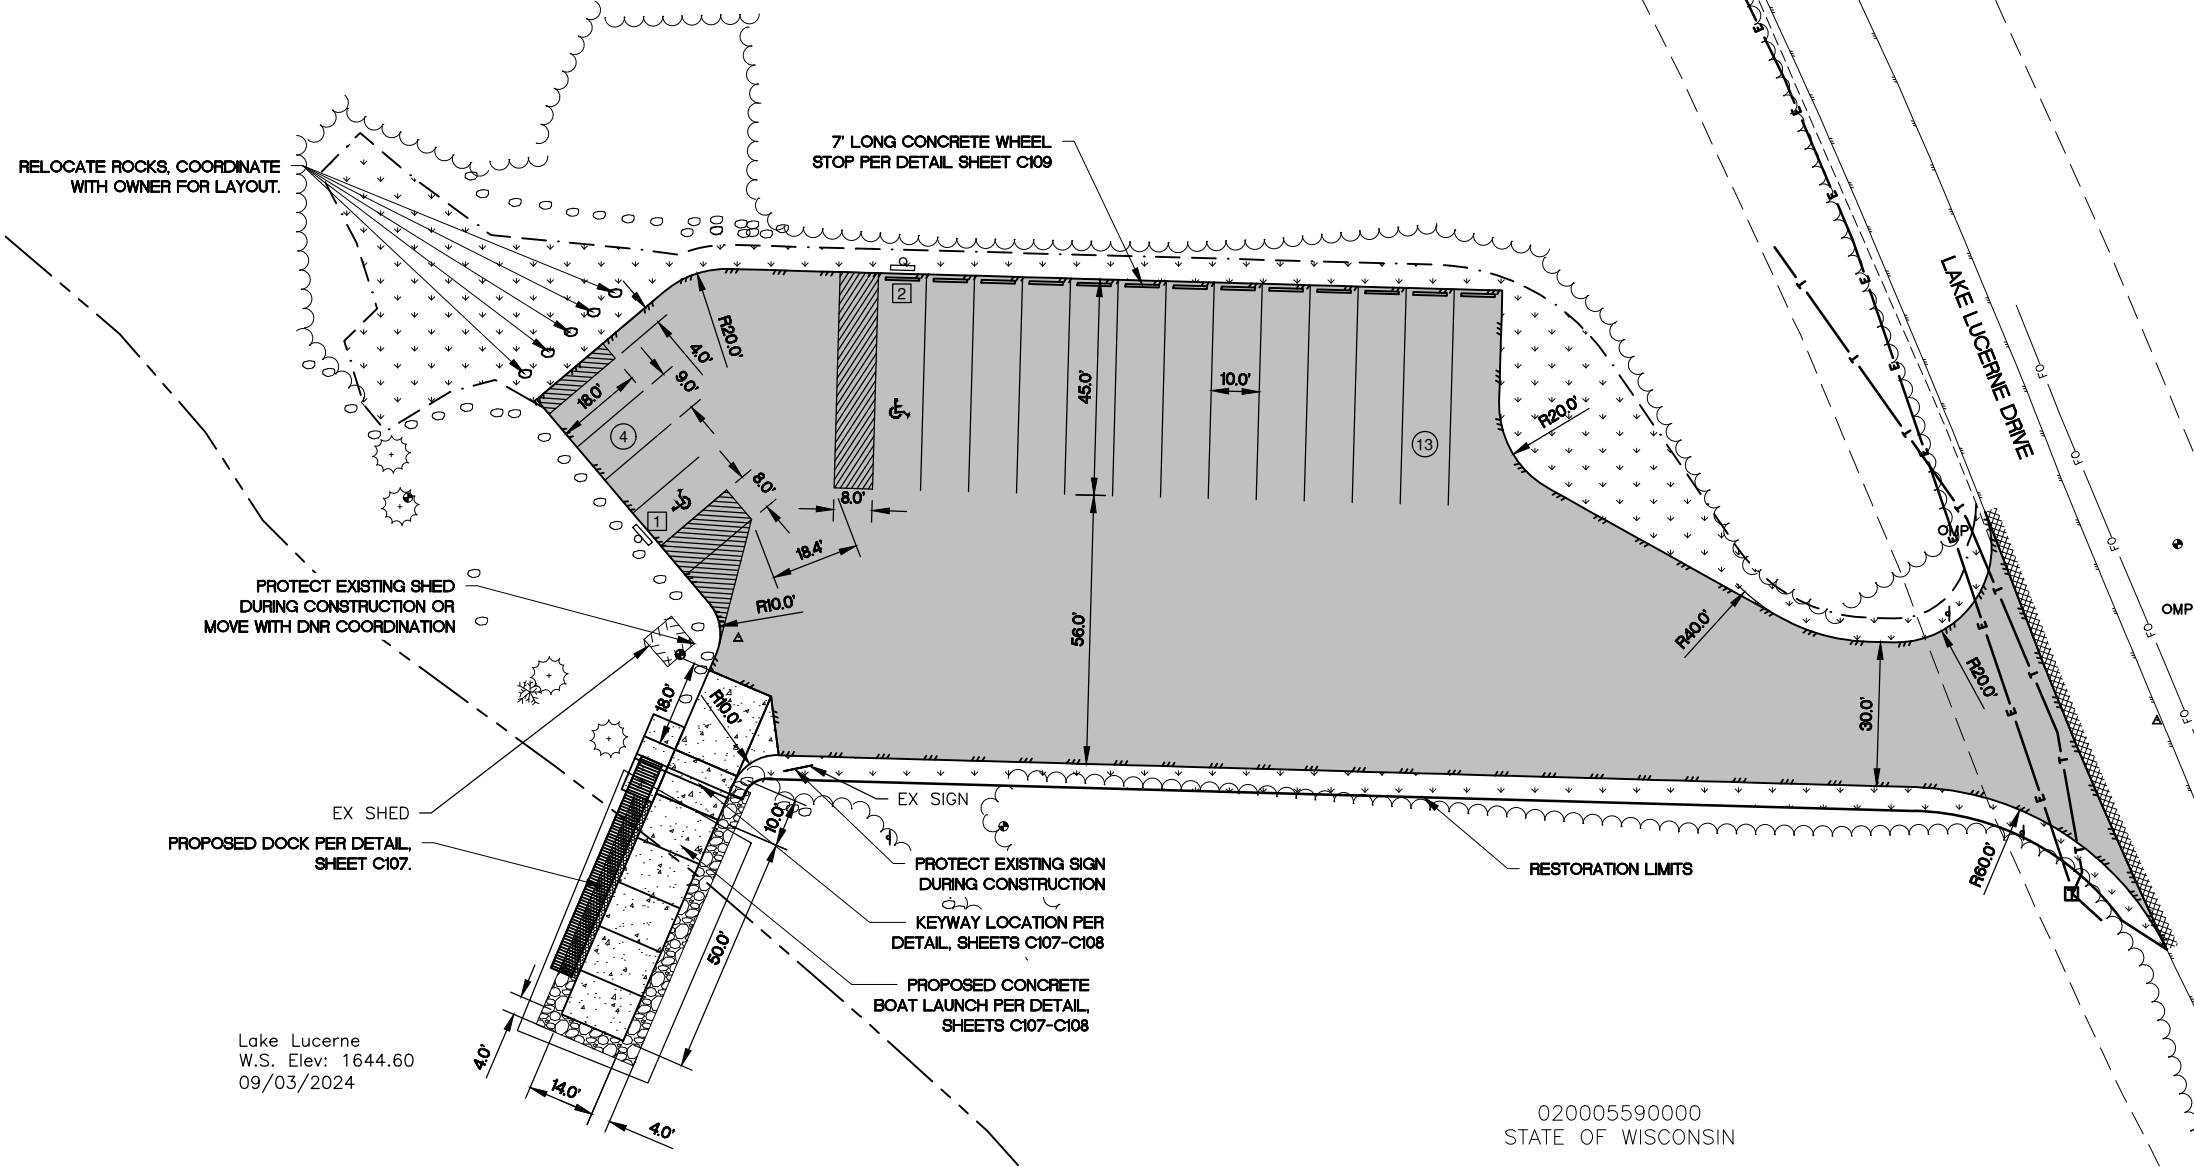 RELOCATE ROCKS, COORDINATE
WITH OWNER FOR LAYOUT.
7' LONG CONCRETE WHEEL
STOP PER DETAIL SHEET C109
LAKE LUCERNE DRIVE
2
R20.0'
4.0'
9.0'
18.0'
4
8.0'
1
45.0'
10.0'
13
R20.0'
8.0'
18.4'
OMP
OMP
PROTECT EXISTING SHED
DURING CONSTRUCTION OR
MOVE WITH DNR COORDINATION
R10.0'
56.0'
R40.0'
R20.0'
30.0'
18.0'
R10.0'
EX SHED
EX SIGN
10.0'
PROPOSED DOCK PER DETAIL,
SHEET C107.
PROTECT EXISTING SIGN
DURING CONSTRUCTION
RESTORATION LIMITS
R60.0'
KEYWAY LOCATION PER
DETAIL, SHEETS C107-C108
50.0'
PROPOSED CONCRETE
BOAT LAUNCH PER DETAIL,
SHEETS C107-C108
Lake Lucerne
W.S. Elev: 1644.60
09/03/2024
4.0'
14.0'
4.0'
020005590000
STATE OF WISCONSIN
E
E
E
E
E
E
E
E
E
E
T
T
T
T
T
T
T
T
FO
FO
FO
FO
FO